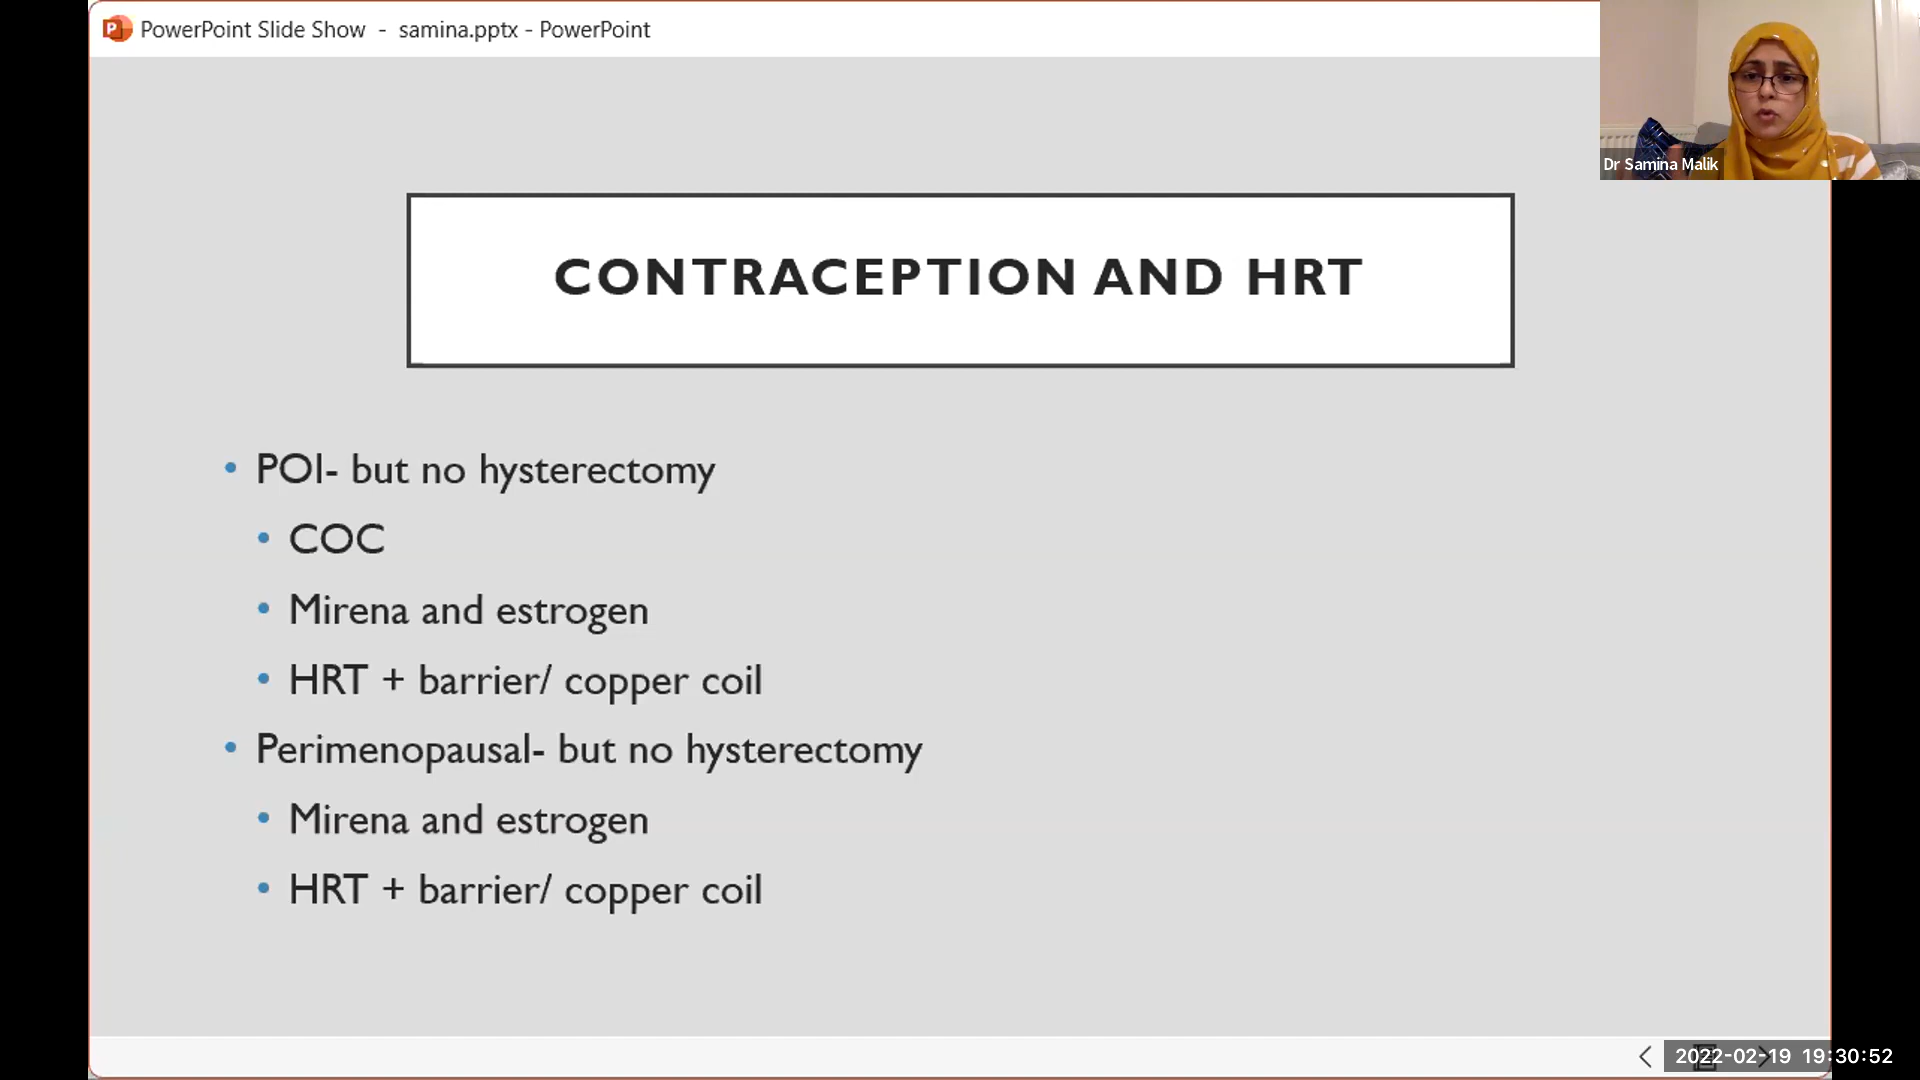 PowerPoint Slide Show - samina.pptx - PowerPoint
Dr Samina Malik
CONTRACEPTION AND HRT
• POI- but no hysterectomy
• COC
• Mirena and estrogen
• HRT + barrier/ copper coil
• Perimenopausal- but no hysterectomy
• Mirena and estrogen
• HRT + barrier/ copper coil
2022-02-19 19:30:52